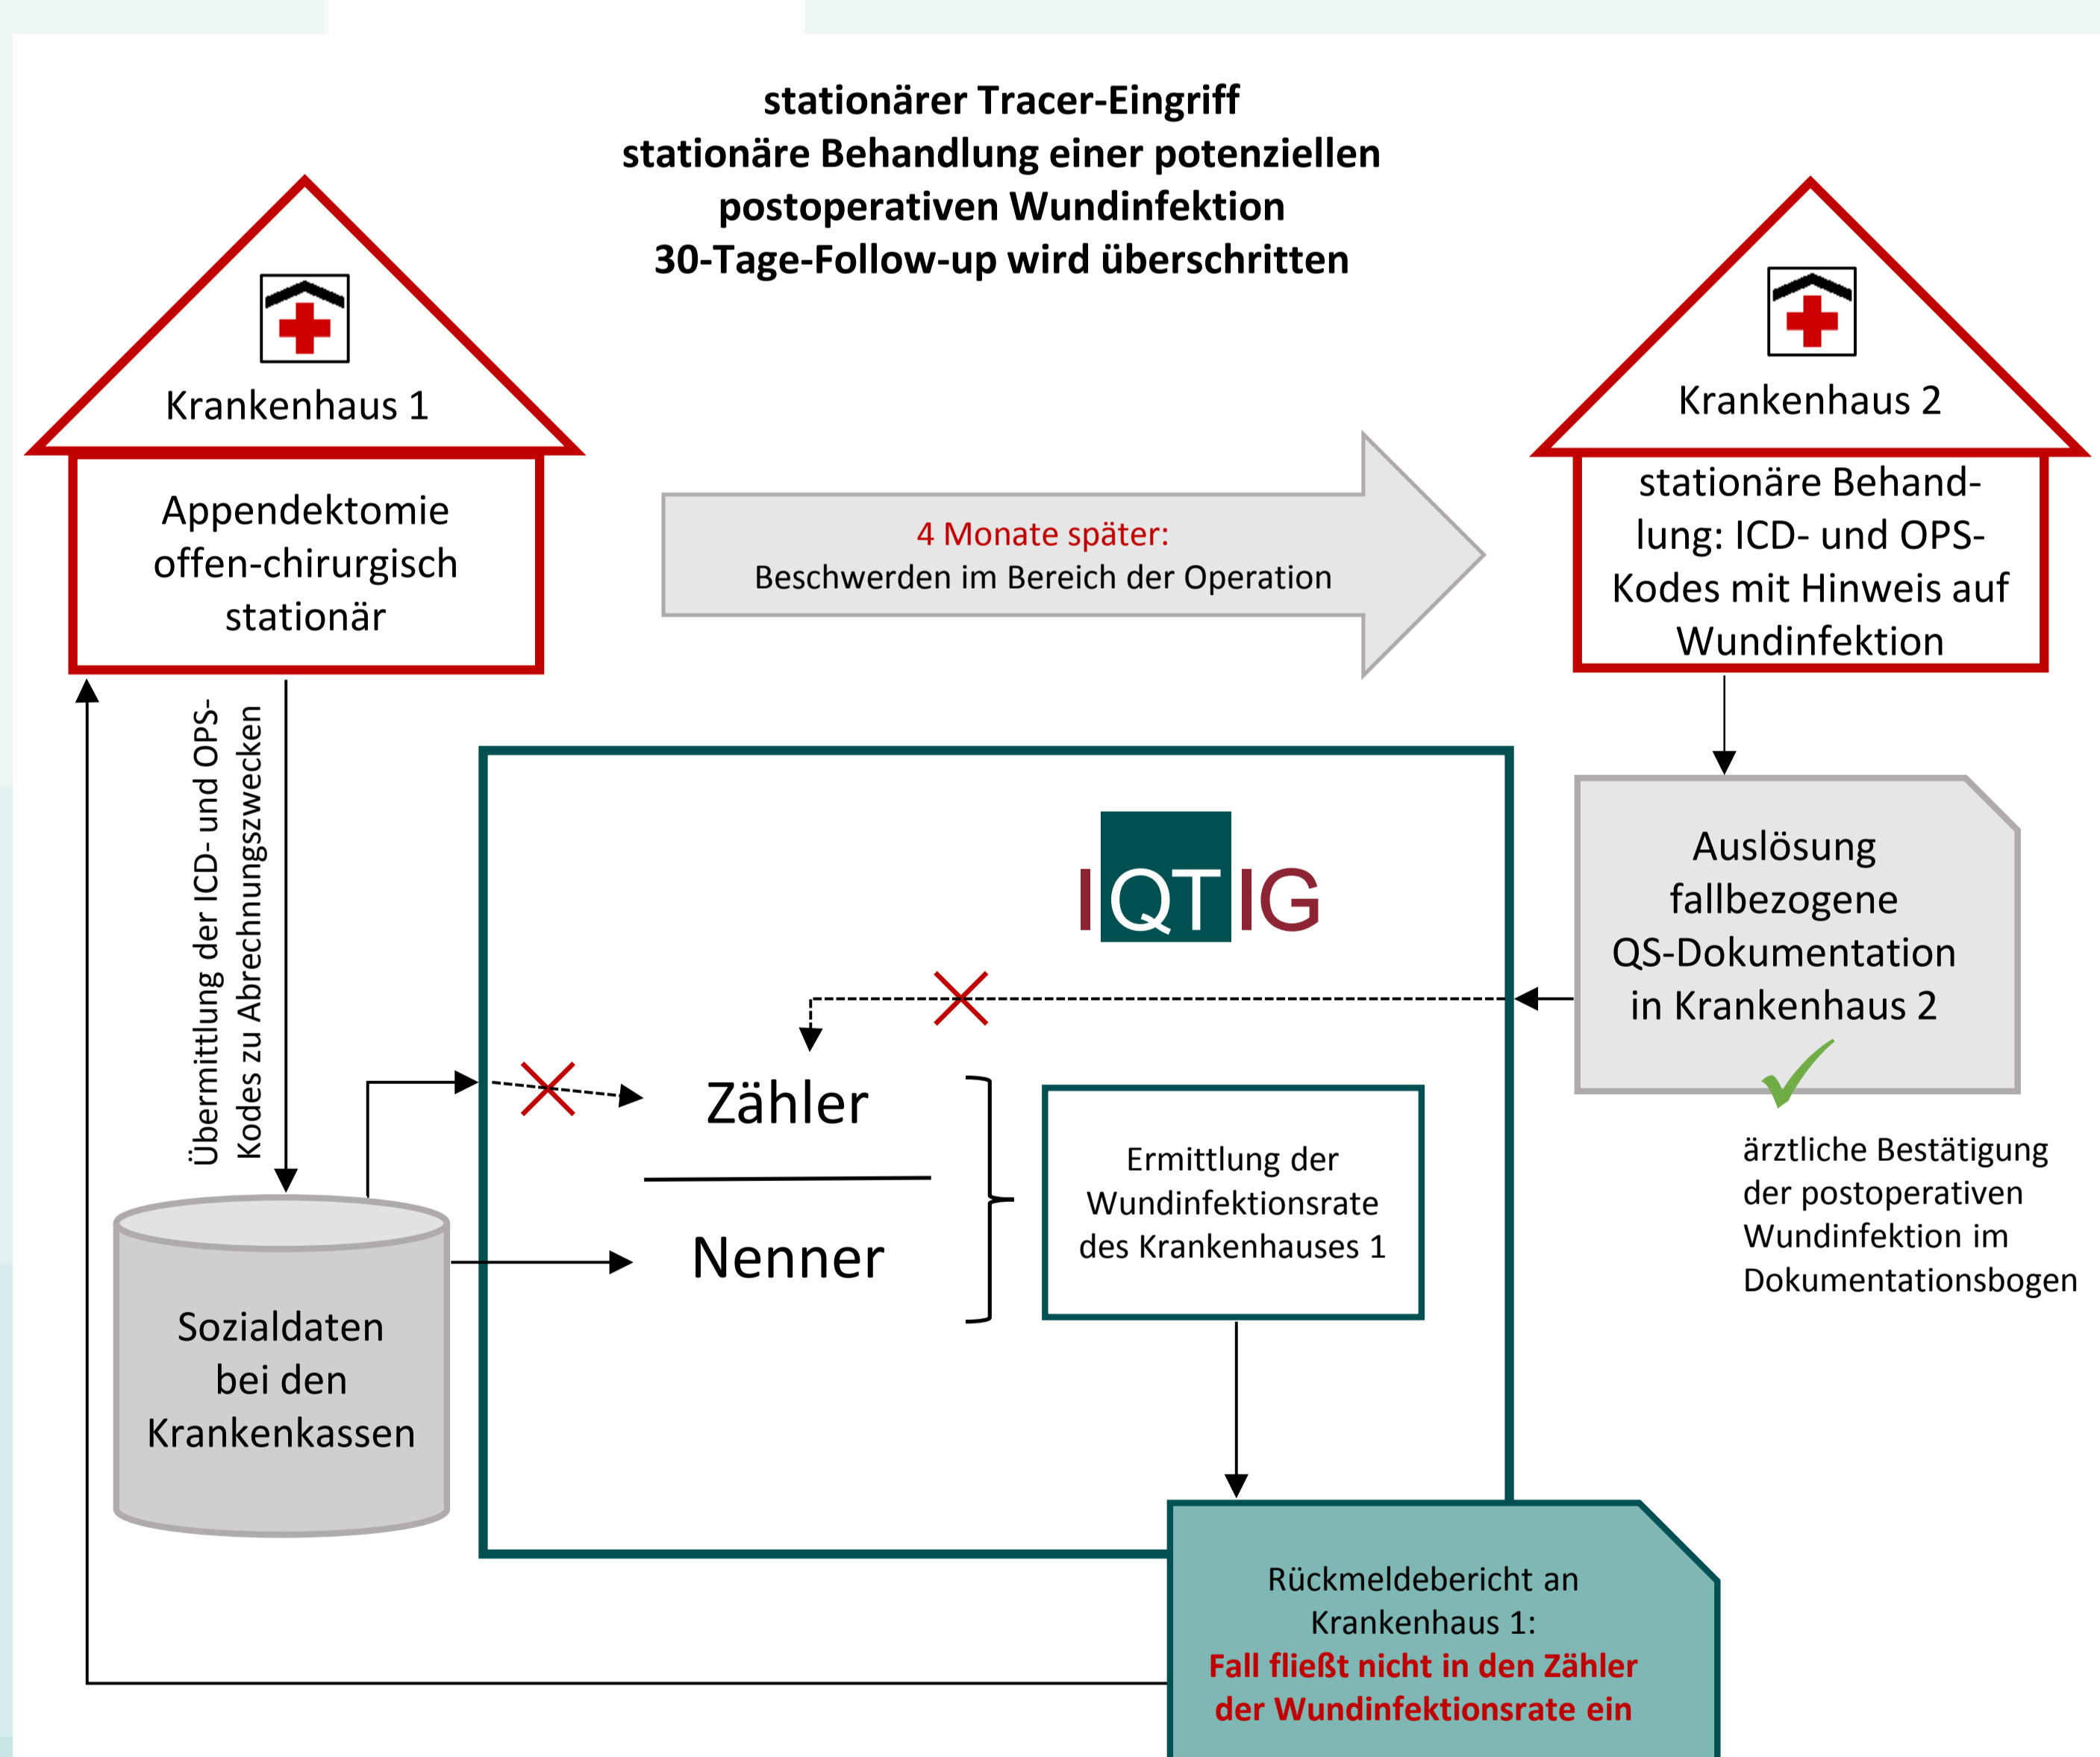 stationärer Tracer-Eingriff
stationäre Behandlung einer potenziellen
postoperativen Wundinfektion
30-Tage-Follow-up wird überschritten
Krankenhaus 1
Appendektomie
offen-chirurgisch
stationär
4 Monate später:
Beschwerden im Bereich der Operation
Krankenhaus 2
stationäre Behand-
lung: ICD- und OPS-
Kodes mit Hinweis auf
Wundinfektion
Übermittlung der ICD- und OPS-
Kodes zu Abrechnungszwecken
IQTIG
Auslösung
fallbezogene
QS-Dokumentation
in Krankenhaus 2
ärztliche Bestätigung
der postoperativen
Wundinfektion im
Dokumentationsbogen
Zähler
Nenner
Ermittlung der
Wundinfektionsrate
des Krankenhauses 1
Sozialdaten
bei den
Krankenkassen
Rückmeldebericht an
Krankenhaus 1:
Fall fließt nicht in den Zähler
der Wundinfektionsrate ein